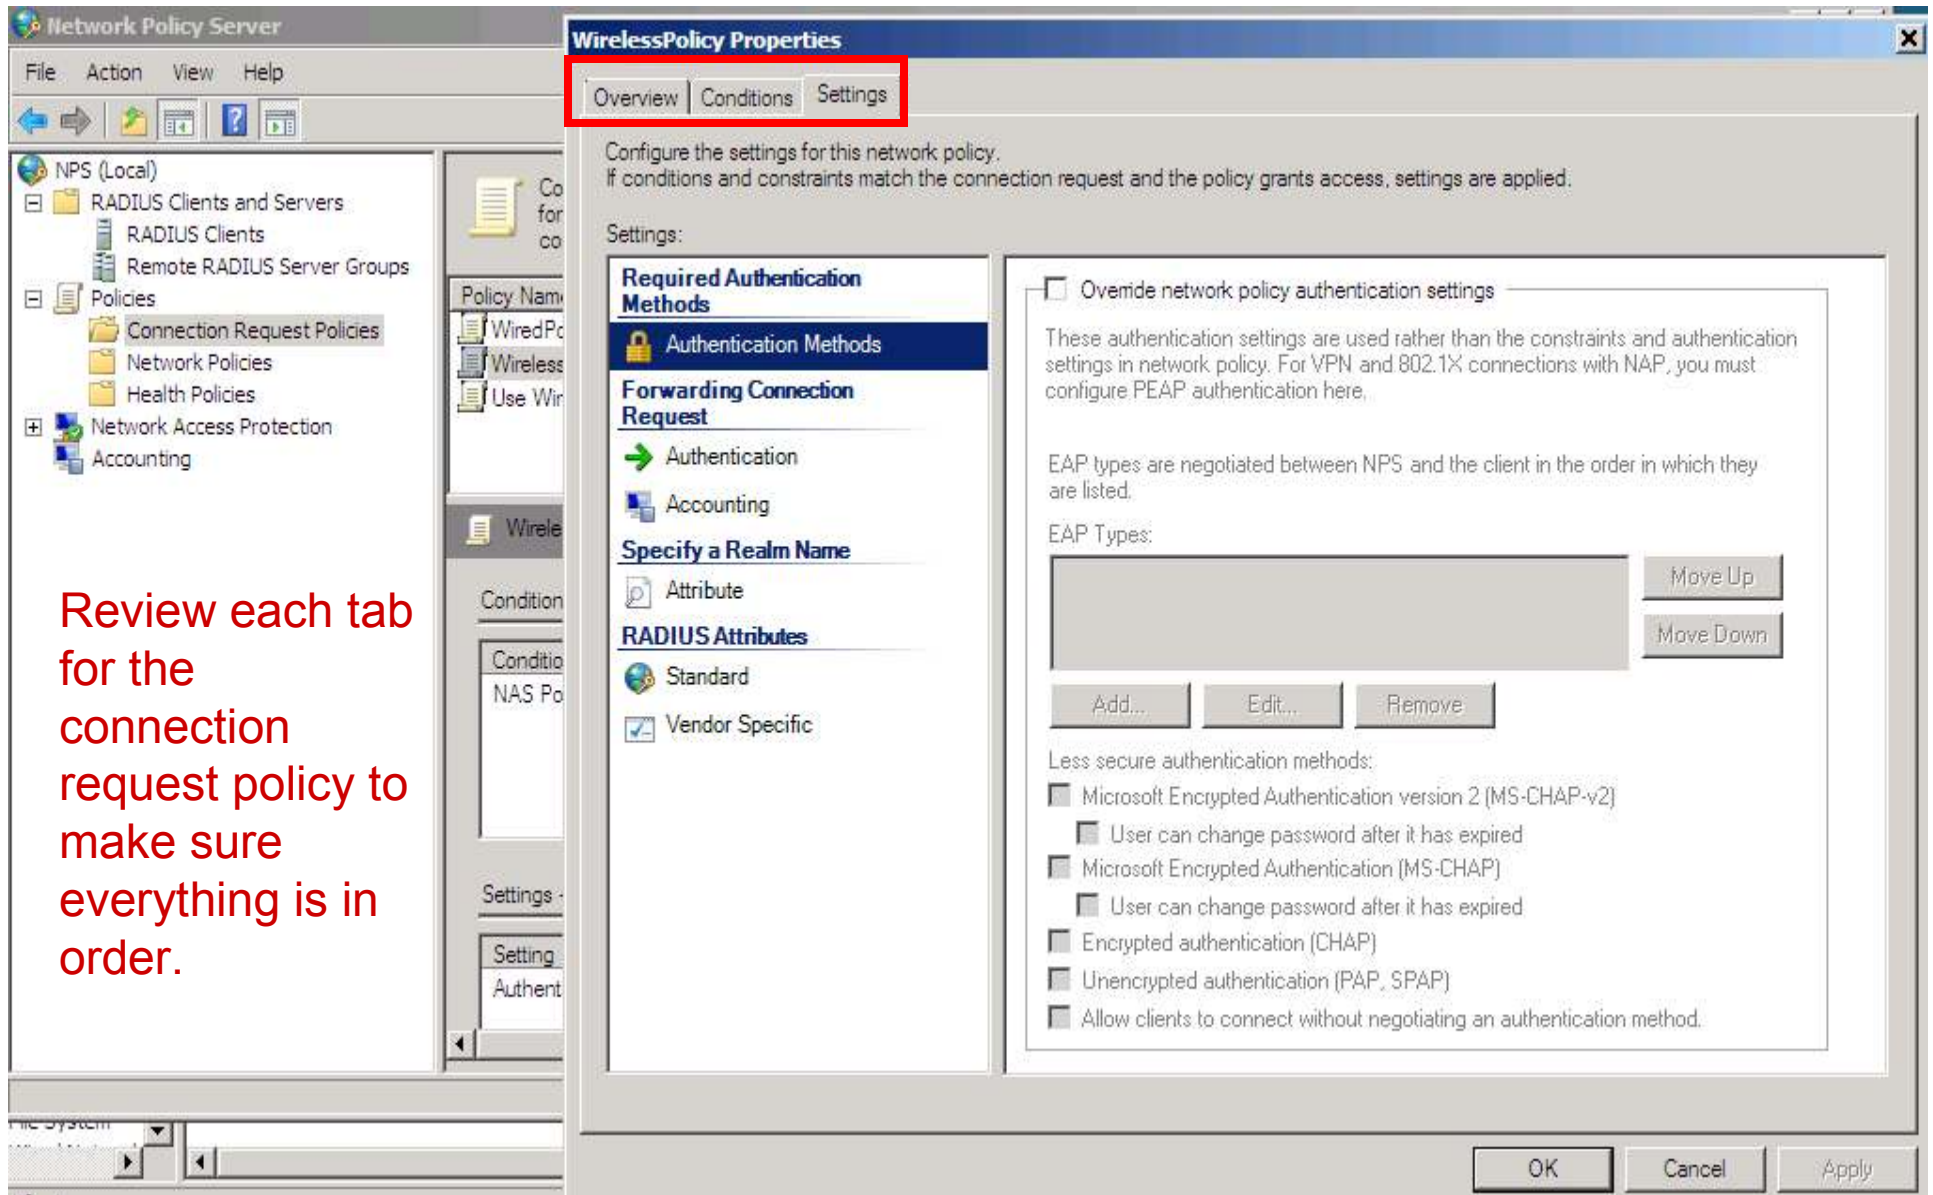 Network Policy Server
File Action View Help
NPS (Local)
RADIUS Clients and Servers
RADIUS Clients
Remote RADIUS Server Groups
Policies
Connection Request Policies
Network Policies
Health Policies
Network Access Protection
Accounting
Review each tab
for the
connection
request policy to
make sure
everything is in
order.
Co
for
co
Policy Nam
WiredPo
Wireless
Use Wir
Wirele
Condition
Conditio
NAS Po
Settings -
Setting
Authent
File System
WirelessPolicy Properties
Overview Conditions Settings
Configure the settings for this network policy.
If conditions and constraints match the connection request and the policy grants access, settings are applied.
Settings:
Required Authentication
Methods
Authentication Methods
Forwarding Connection
Request
Authentication
Accounting
Specify a Realm Name
Attribute
RADIUS Attributes
Standard
Vendor Specific
Override network policy authentication settings
These authentication settings are used rather than the constraints and authentication
settings in network policy. For VPN and 802.1X connections with NAP, you must
configure PEAP authentication here.
EAP types are negotiated between NPS and the client in the order in which they
are listed.
EAP Types:
Move Up
Move Down
Add... Edit... Remove
Less secure authentication methods:
Microsoft Encrypted Authentication version 2 (MS-CHAP-v2)
User can change password after it has expired
Microsoft Encrypted Authentication (MS-CHAP)
User can change password after it has expired
Encrypted authentication (CHAP)
Unencrypted authentication (PAP, SPAP)
Allow clients to connect without negotiating an authentication method.
OK Cancel Apply